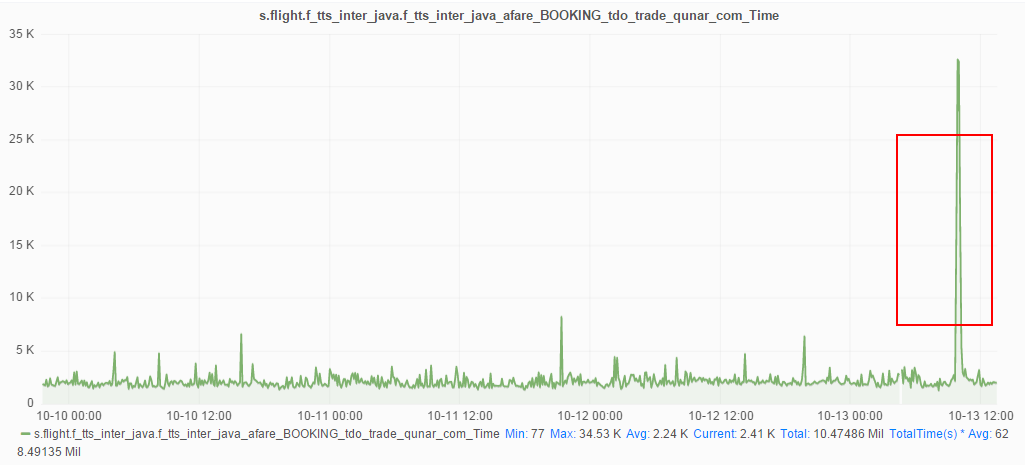 s.flight.f_tts_inter_java.f_tts_inter_java_afare_BOOKING_tdo_trade_qunar_com_Time
35 K
30 K
25 K
20 K
15 K
10 K
5 K
0
10-10 00:00 10-10 12:00 10-11 00:00 10-11 12:00 10-12 00:00 10-12 12:00 10-13 00:00 10-13 12:00
s.flight.f_tts_inter_java.f_tts_inter_java_afare_BOOKING_tdo_trade_qunar_com_Time Min: 77 Max: 34.53 K Avg: 2.24 K Current: 2.41 K Total: 10.47486 Mil TotalTime(s) * Avg: 62
8.49135 Mil